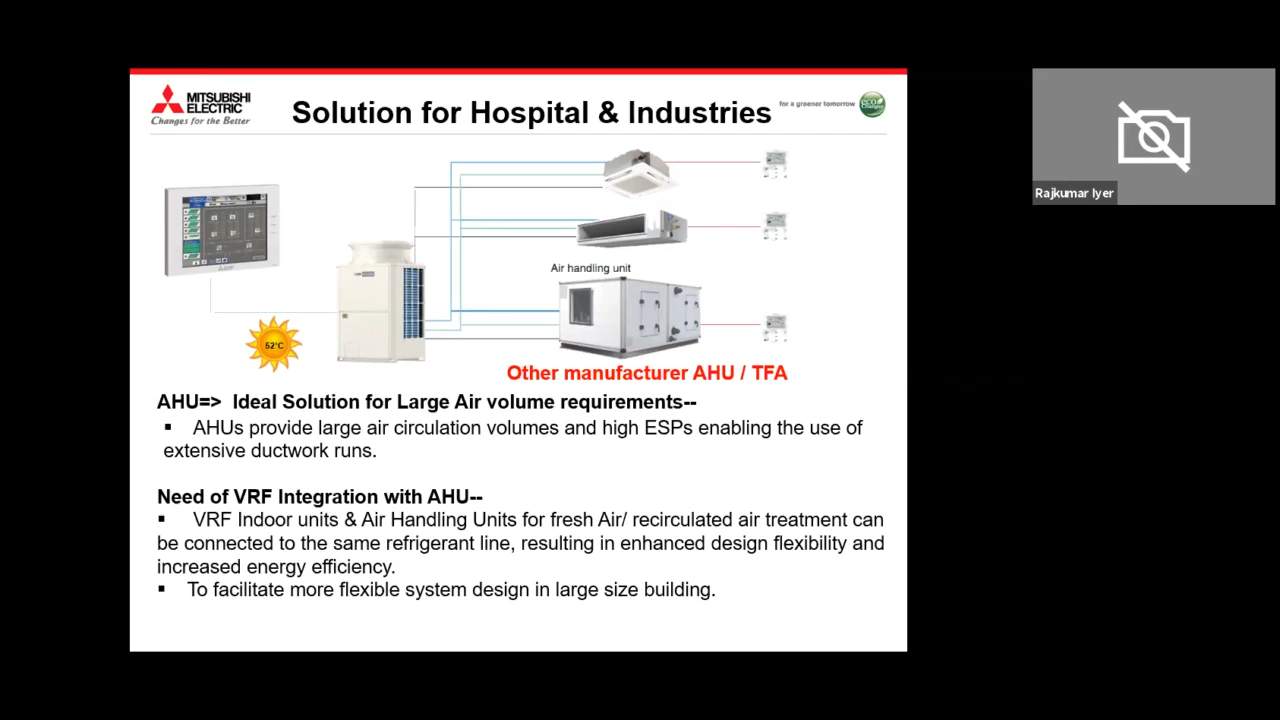 MITSUBISHI
ELECTRIC
Changes for the Better
Solution for Hospital & Industries
for a greener tomorrow
eco
Changes
Rajkumar Iyer
Air handling unit
52°C
Other manufacturer AHU / TFA
AHU=> Ideal Solution for Large Air volume requirements--
▪ AHUs provide large air circulation volumes and high ESPs enabling the use of
extensive ductwork runs.
Need of VRF Integration with AHU--
▪ VRF Indoor units & Air Handling Units for fresh Air/ recirculated air treatment can
be connected to the same refrigerant line, resulting in enhanced design flexibility and
increased energy efficiency.
▪ To facilitate more flexible system design in large size building.